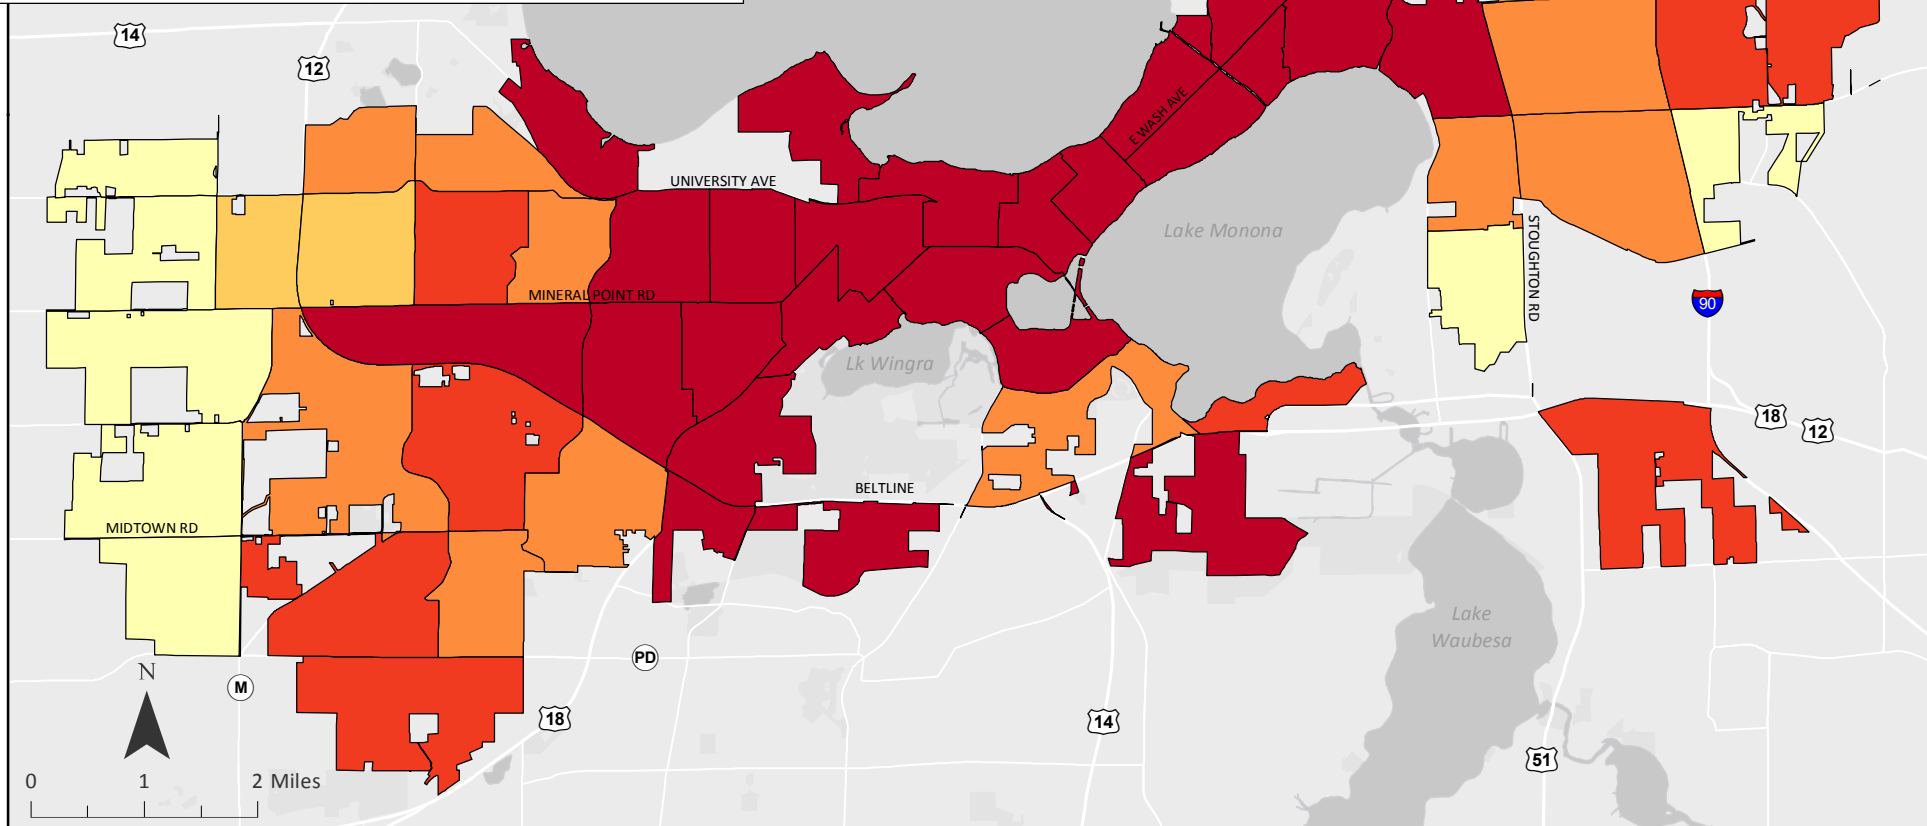 14
12
E WASH AVE
UNIVERSITY AVE
Lake Monona
STOUGHTON RD
MINERAL POINT RD
90
Lk Wingra
18
12
BELTLINE
MIDTOWN RD
Lake
Waubesa
N
PD
M
18
14
51
0 1 2 Miles